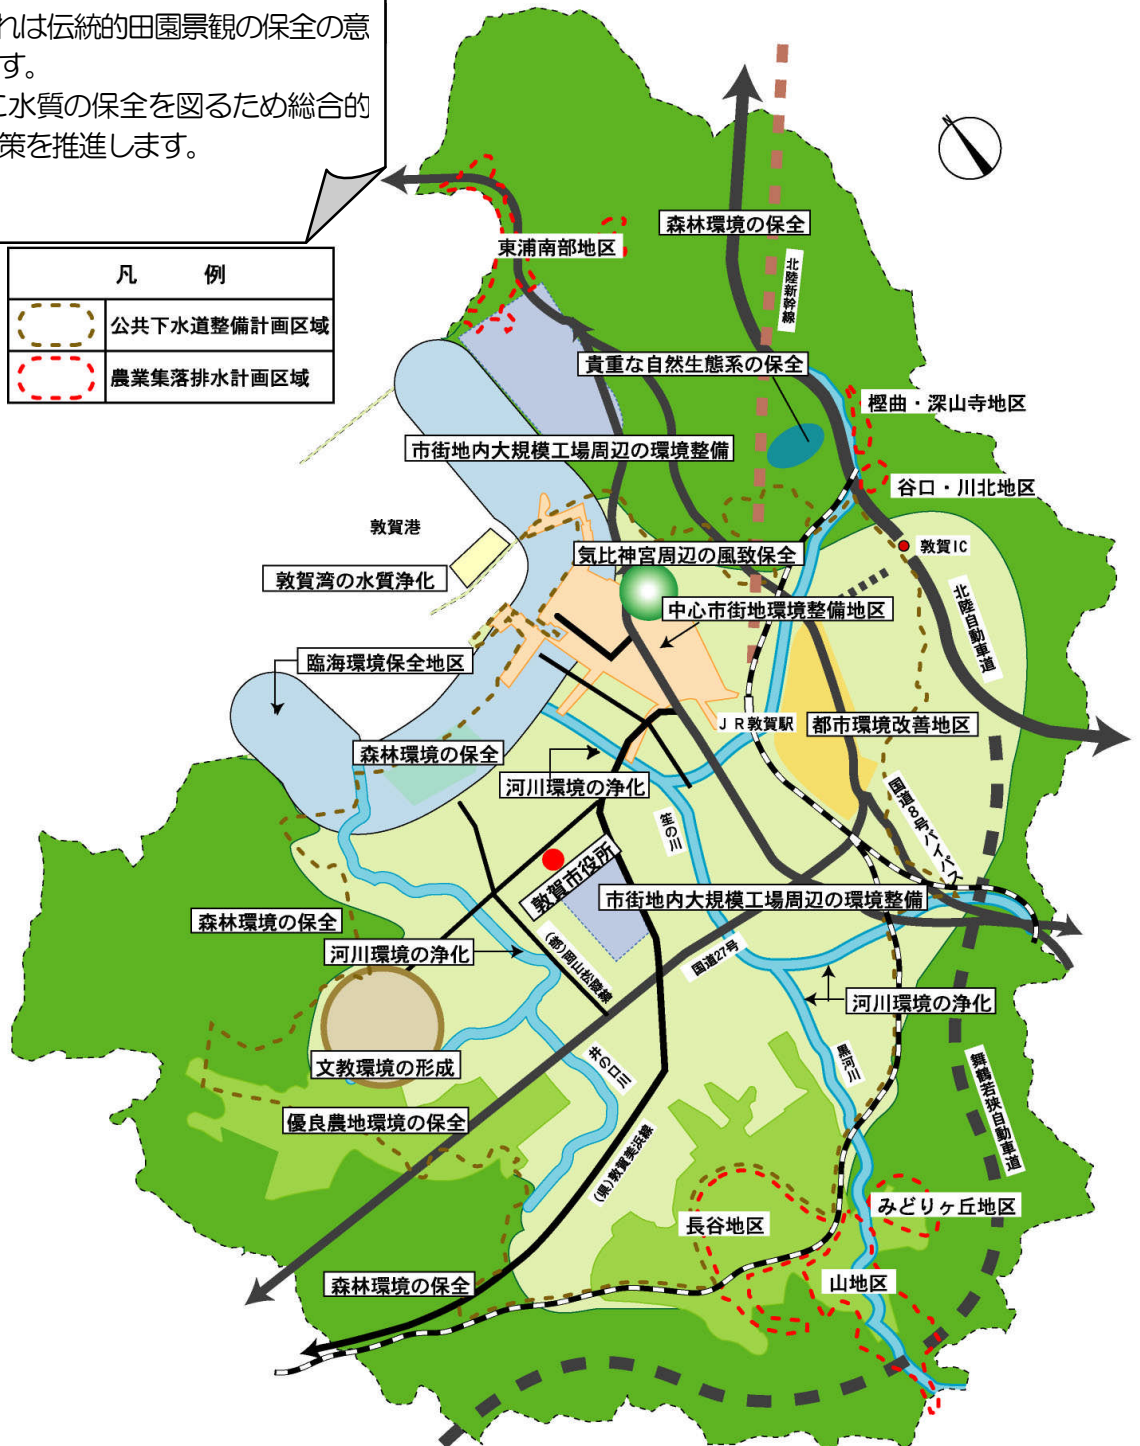 れは伝統的田園景観の保全の意
す。
に水質の保全を図るため総合的
策を推進します。
凡 例
公共下水道整備計画区域
農業集落排水計画区域
東浦南部地区
森林環境の保全
北陸新幹線
貴重な自然生態系の保全
樫曲・深山寺地区
市街地内大規模工場周辺の環境整備
谷口・川北地区
敦賀港
敦賀IC
気比神宮周辺の風致保全
敦賀湾の水質浄化
中心市街地環境整備地区
北陸自動車道
臨海環境保全地区
JR敦賀駅
都市環境改善地区
森林環境の保全
河川環境の浄化
国道8号バイパス
笙の川
敦賀市役所
市街地内大規模工場周辺の環境整備
森林環境の保全
河川環境の浄化
(都)岡山松陵線
国道27号
河川環境の浄化
文教環境の形成
井の口川
黒河川
舞鶴若狭自動車道
優良農地環境の保全
(県)敦賀美浜線
みどりヶ丘地区
長谷地区
山地区
森林環境の保全